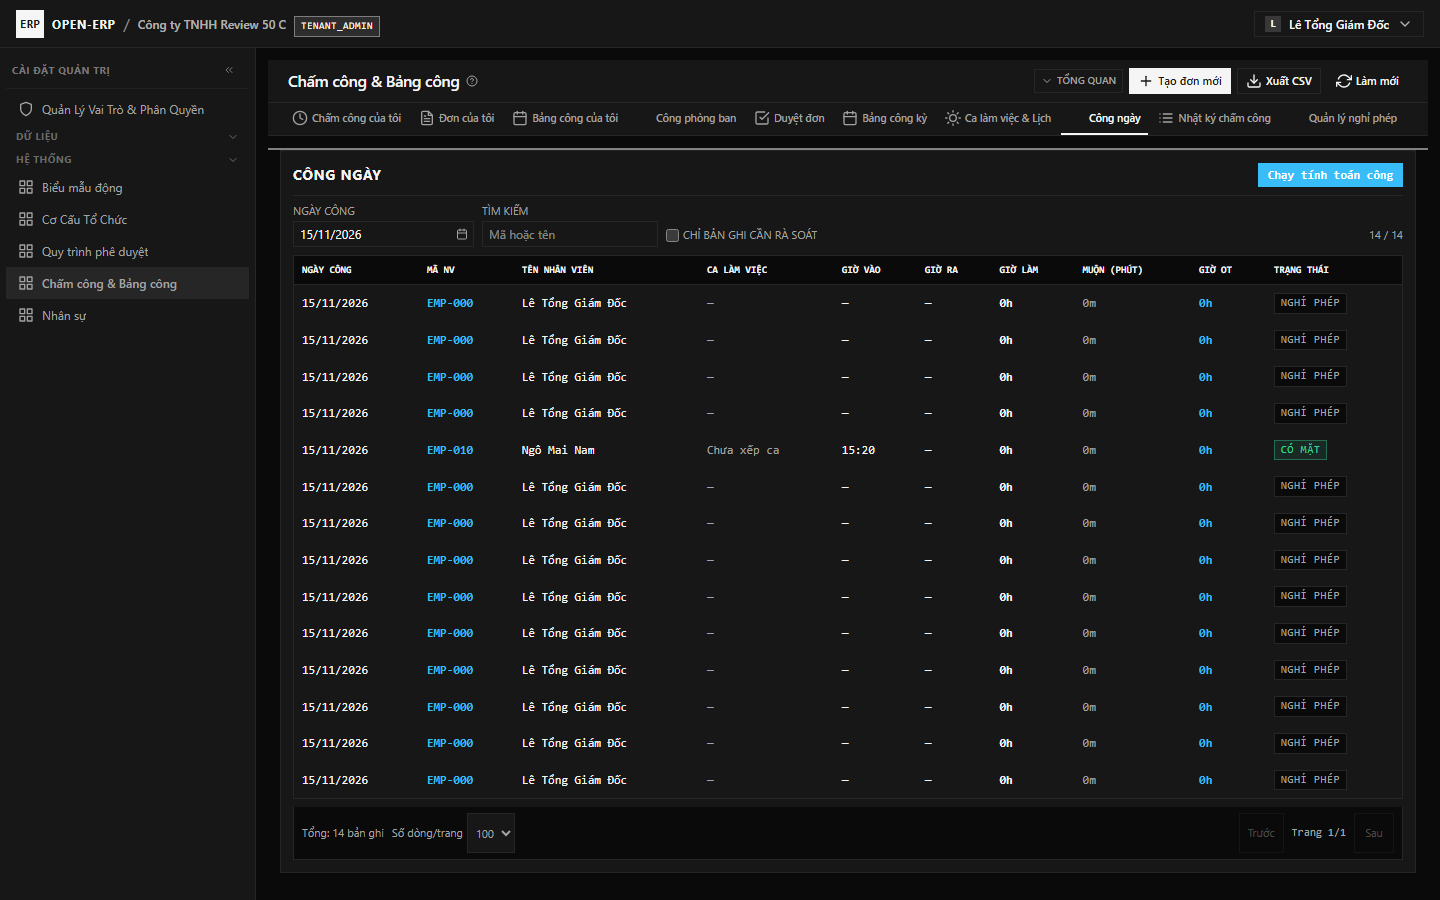 ERP OPEN-ERP / Công ty TNHH Review 50 C TENANT_ADMIN
L Lê Tổng Giám Đốc
CÀI ĐẶT QUẢN TRỊ
Quản Lý Vai Trò & Phân Quyền
DỮ LIỆU
HỆ THỐNG
Biểu mẫu động
Cơ Cấu Tổ Chức
Quy trình phê duyệt
Chấm công & Bảng công
Nhân sự
Chấm công & Bảng công
TỔNG QUAN Tạo đơn mới Xuất CSV Làm mới
Chấm công của tôi Đơn của tôi Bảng công của tôi Công phòng ban Duyệt đơn Bảng công kỳ Ca làm việc & Lịch Công ngày Nhật ký chấm công Quản lý nghỉ phép
CÔNG NGÀY Chạy tính toán công
NGÀY CÔNG TÌM KIẾM
15/11/2026 Mã hoặc tên CHỈ BẢN GHI CẦN RÀ SOÁT 14 / 14
NGÀY CÔNG MÃ NV TÊN NHÂN VIÊN CA LÀM VIỆC GIỜ VÀO GIỜ RA GIỜ LÀM MUỘN (PHÚT) GIỜ OT TRẠNG THÁI
15/11/2026 EMP-000 Lê Tổng Giám Đốc — — — 0h 0m 0h NGHỈ PHÉP
15/11/2026 EMP-000 Lê Tổng Giám Đốc — — — 0h 0m 0h NGHỈ PHÉP
15/11/2026 EMP-000 Lê Tổng Giám Đốc — — — 0h 0m 0h NGHỈ PHÉP
15/11/2026 EMP-000 Lê Tổng Giám Đốc — — — 0h 0m 0h NGHỈ PHÉP
15/11/2026 EMP-010 Ngô Mai Nam Chưa xếp ca 15:20 — 0h 0m 0h CÓ MẶT
15/11/2026 EMP-000 Lê Tổng Giám Đốc — — — 0h 0m 0h NGHỈ PHÉP
15/11/2026 EMP-000 Lê Tổng Giám Đốc — — — 0h 0m 0h NGHỈ PHÉP
15/11/2026 EMP-000 Lê Tổng Giám Đốc — — — 0h 0m 0h NGHỈ PHÉP
15/11/2026 EMP-000 Lê Tổng Giám Đốc — — — 0h 0m 0h NGHỈ PHÉP
15/11/2026 EMP-000 Lê Tổng Giám Đốc — — — 0h 0m 0h NGHỈ PHÉP
15/11/2026 EMP-000 Lê Tổng Giám Đốc — — — 0h 0m 0h NGHỈ PHÉP
15/11/2026 EMP-000 Lê Tổng Giám Đốc — — — 0h 0m 0h NGHỈ PHÉP
15/11/2026 EMP-000 Lê Tổng Giám Đốc — — — 0h 0m 0h NGHỈ PHÉP
15/11/2026 EMP-000 Lê Tổng Giám Đốc — — — 0h 0m 0h NGHỈ PHÉP
Tổng: 14 bản ghi Số dòng/trang 100 Trước Trang 1/1 Sau